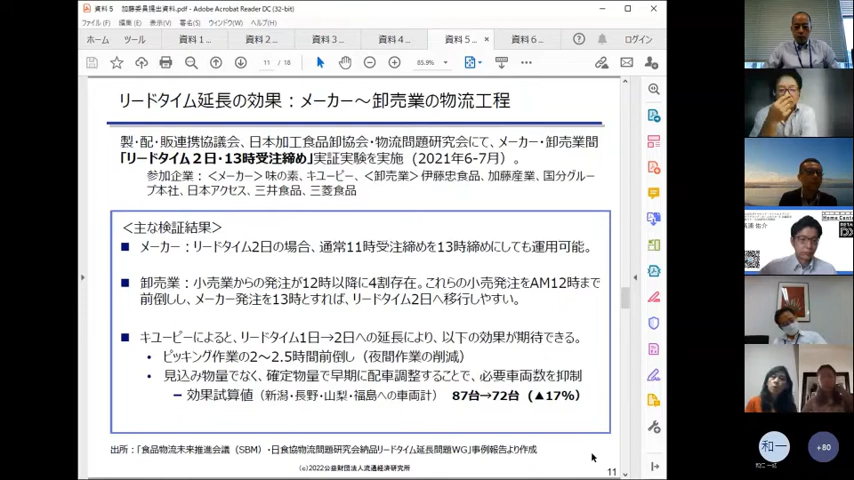 資料５ 加藤委員提出資料.pdf - Adobe Acrobat Reader DC (32-bit)
ファイル(F) 編集(E) 表示(V) 署名(S) ウィンドウ(W) ヘルプ(H)
ホーム ツール 資料１... 資料２... 資料３... 資料４... 資料５... × 資料６... ログイン
11 / 18 85.9%
リードタイム延長の効果：メーカー～卸売業の物流工程
製・配・販連携協議会、日本加工食品卸協会・物流問題研究会にて、メーカー・卸売業間
「リードタイム２日・13時受注締め」実証実験を実施（2021年6-7月）。
参加企業：＜メーカー＞味の素、キユーピー、＜卸売業＞伊藤忠食品、加藤産業、国分グルー
プ本社、日本アクセス、三井食品、三菱食品
＜主な検証結果＞
■ メーカー：リードタイム2日の場合、通常11時受注締めを13時締めにしても運用可能。
■ 卸売業：小売業からの発注が12時以降に4割存在。これらの小売発注をAM12時まで
前倒しし、メーカー発注を13時とすれば、リードタイム2日へ移行しやすい。
■ キユーピーによると、リードタイム1日→2日への延長により、以下の効果が期待できる。
• ピッキング作業の2～2.5時間前倒し（夜間作業の削減）
• 見込み物量でなく、確定物量で早期に配車調整することで、必要車両数を抑制
− 効果試算値（新潟・長野・山梨・福島への車両計） 87台→72台（▲17％）
出所：「食品物流未来推進会議（SBM）・日食協物流問題研究会納品リードタイム延長問題WG」事例報告より作成
(c)2022公益財団法人流通経済研究所
11
Home Cente
和一
+80